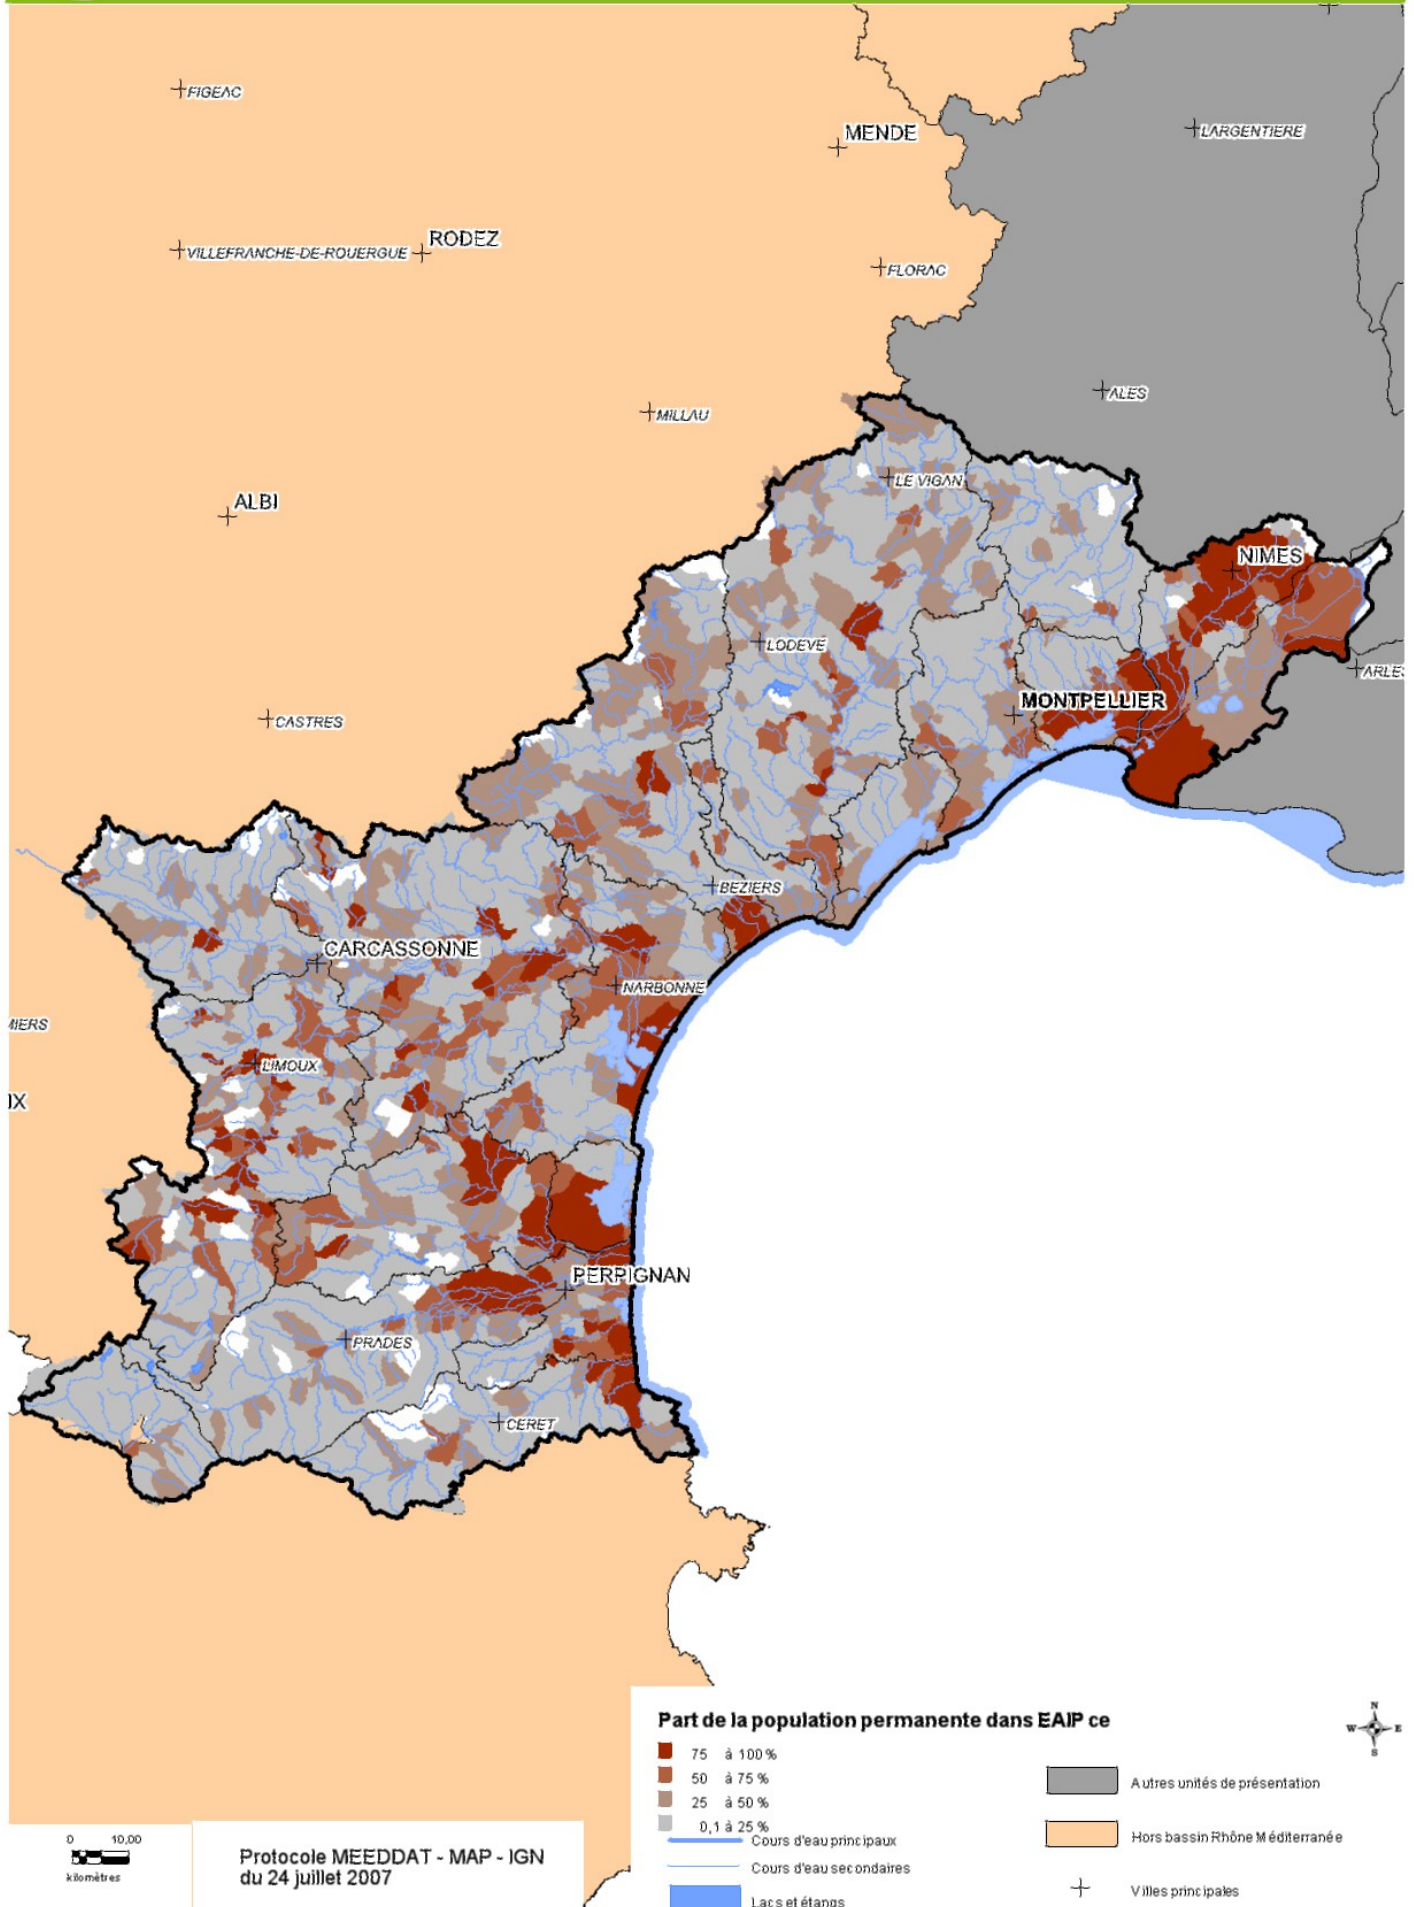 FIGEAC
MENDE
LARGENTIERE
RODEZ
VILLEFRANCHE-DE-ROUERGUE
FLORAC
ALES
MILLAU
LE VIGAN
ALBI
NIMES
LODEVE
ARLES
MONTPELLIER
CASTRES
BEZIERS
CARCASSONNE
NARBONNE
MIERS
LIMOUX
IX
PERPIGNAN
PRADES
CERET
Part de la population permanente dans EAIP ce
75 à 100 %
50 à 75 %
25 à 50 %
0,1 à 25 %
Cours d'eau principaux
Cours d'eau secondaires
Lacs et étangs
N
W E
S
Autres unités de présentation
Hors bassin Rhône Méditerranée
Villes principales
0 10,00
kilomètres
Protocole MEEDDAT - MAP - IGN
du 24 juillet 2007